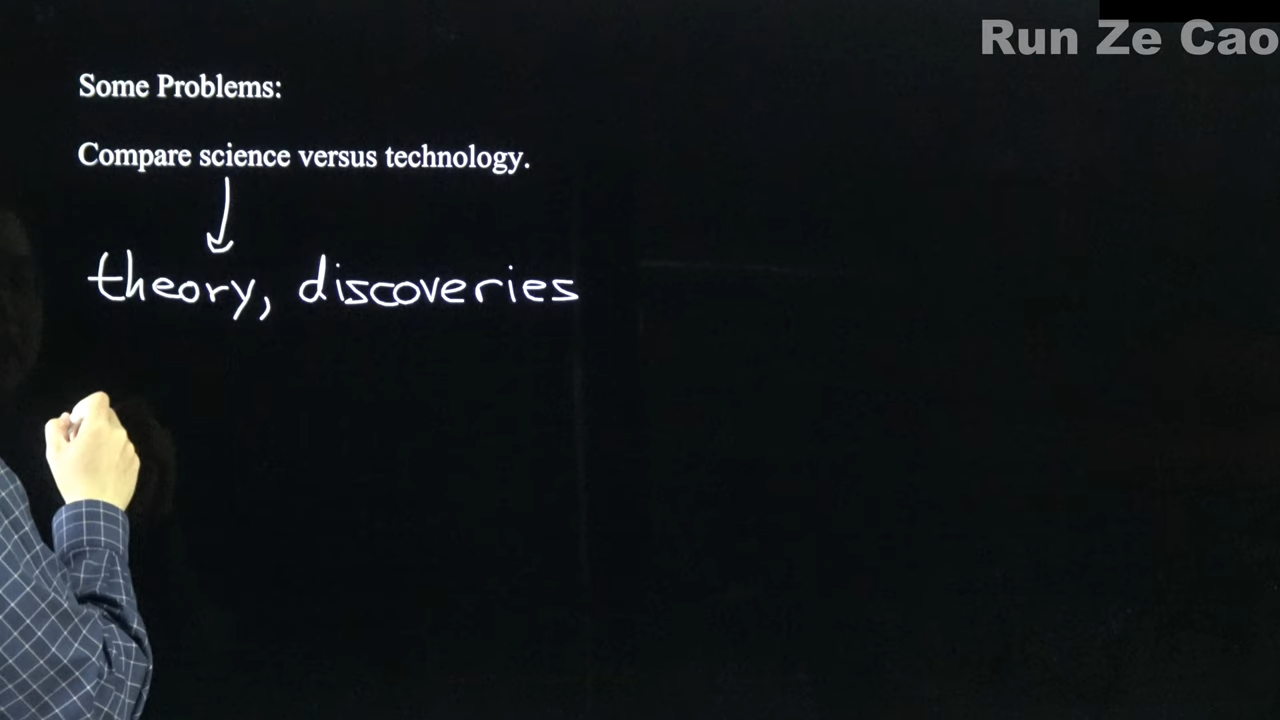 Run Ze Cao
Some Problems:
Compare science versus technology.
theory, discoveries